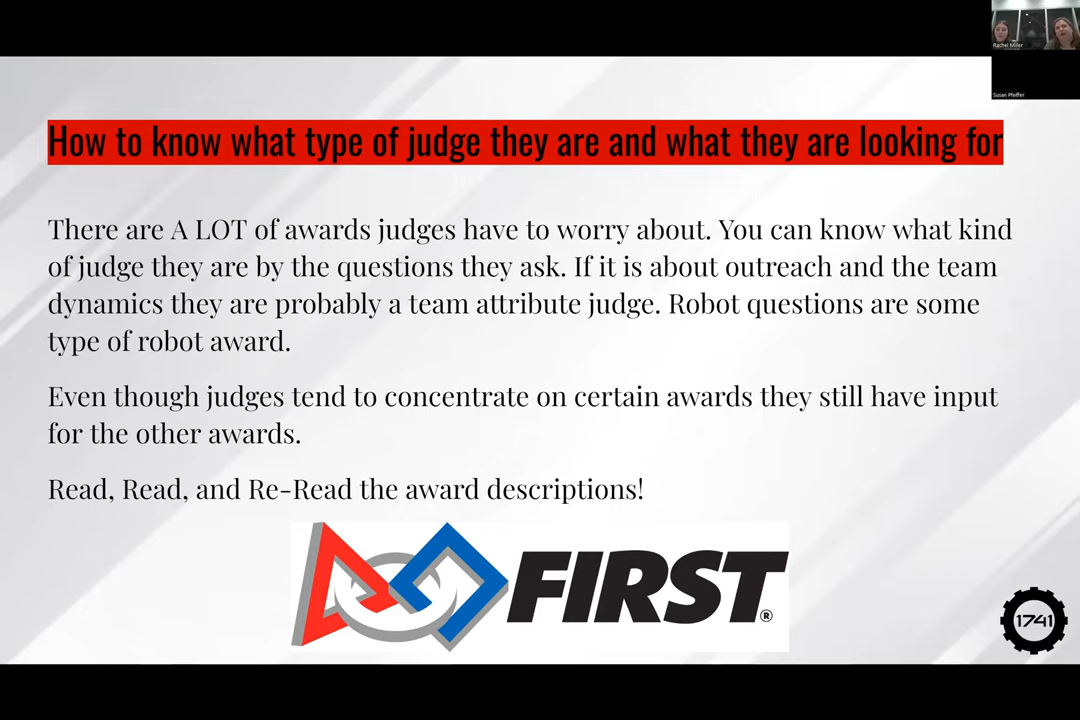 Rachel Miller
Susan Pfeiffer
How to know what type of judge they are and what they are looking for
There are A LOT of awards judges have to worry about. You can know what kind
of judge they are by the questions they ask. If it is about outreach and the team
dynamics they are probably a team attribute judge. Robot questions are some
type of robot award.
Even though judges tend to concentrate on certain awards they still have input
for the other awards.
Read, Read, and Re-Read the award descriptions!
FIRST®
1741